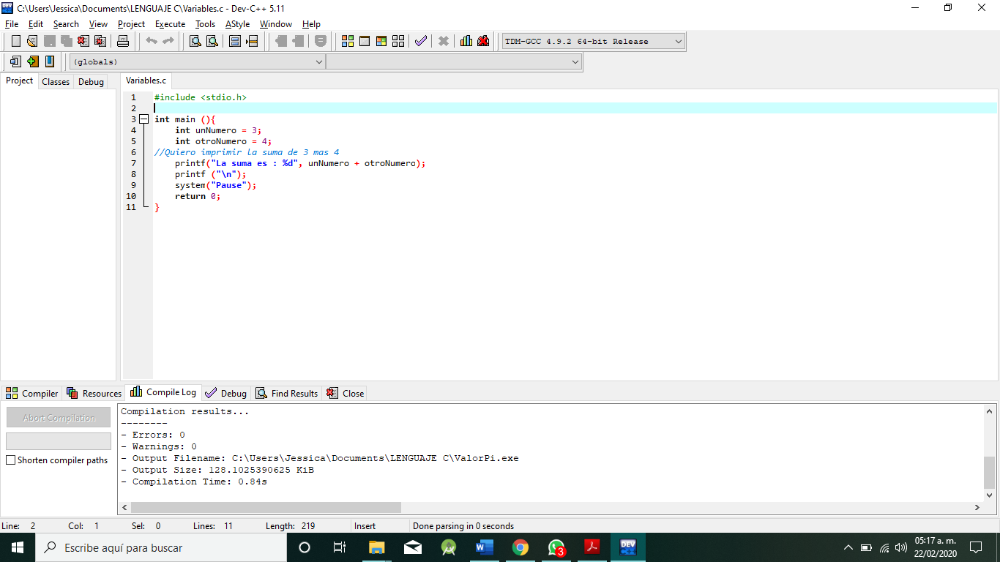 C:\Users\Jessica\Documents\LENGUAJE C\Variables.c - Dev-C++ 5.11
File Edit Search View Project Execute Tools AStyle Window Help
TDM-GCC 4.9.2 64-bit Release
(globals)
Project Classes Debug Variables.c
1 #include <stdio.h>
2
3 int main (){
4 int unNumero = 3;
5 int otroNumero = 4;
6 //Quiero imprimir la suma de 3 mas 4
7 printf("La suma es : %d", unNumero + otroNumero);
8 printf ("\n");
9 system("Pause");
10 return 0;
11 }
Compiler Resources Compile Log Debug Find Results Close
Abort Compilation
Shorten compiler paths
Compilation results...
--------
- Errors: 0
- Warnings: 0
- Output Filename: C:\Users\Jessica\Documents\LENGUAJE C\ValorPi.exe
- Output Size: 128.1025390625 KiB
- Compilation Time: 0.84s
Line: 2 Col: 1 Sel: 0 Lines: 11 Length: 219 Insert Done parsing in 0 seconds
Escribe aquí para buscar
W
3
DEV
05:17 a. m.
22/02/2020